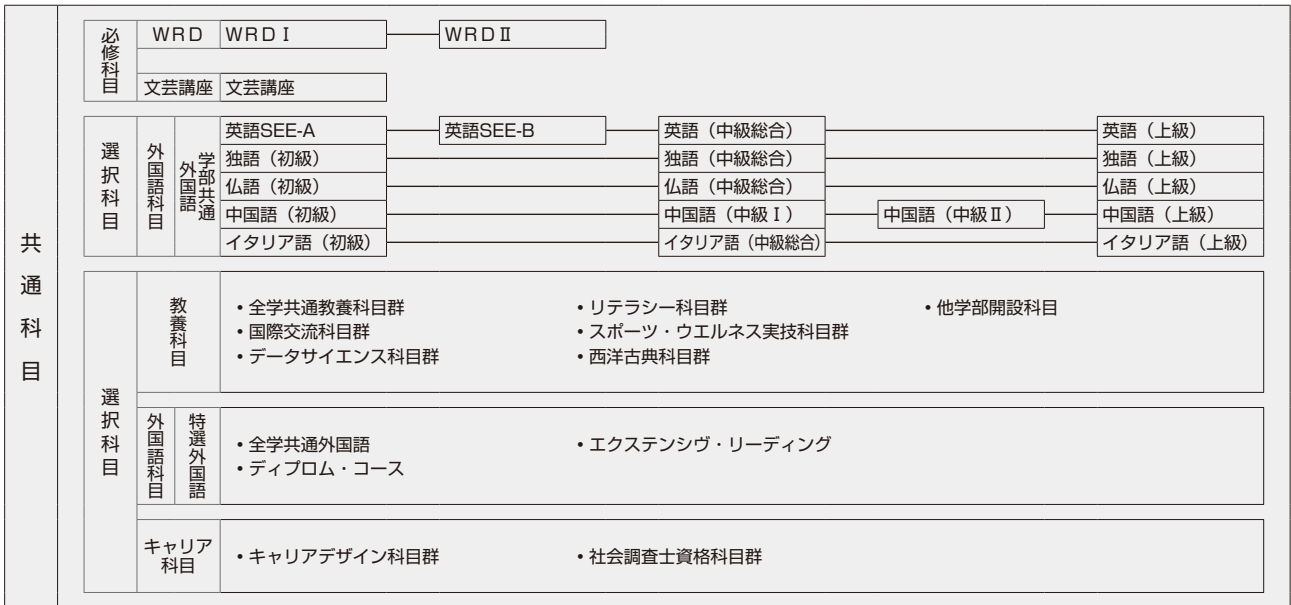 共通科目
必修科目
WRD WRDⅠ WRDⅡ
文芸講座 文芸講座
選択科目
外国語科目
学部共通
外国語
英語SEE-A 英語SEE-B 英語（中級総合） 英語（上級）
独語（初級） 独語（中級総合） 独語（上級）
仏語（初級） 仏語（中級総合） 仏語（上級）
中国語（初級） 中国語（中級Ⅰ） 中国語（中級Ⅱ） 中国語（上級）
イタリア語（初級） イタリア語（中級総合） イタリア語（上級）
選択科目
教養科目
・全学共通教養科目群 ・リテラシー科目群 ・他学部開設科目
・国際交流科目群 ・スポーツ・ウエルネス実技科目群
・データサイエンス科目群 ・西洋古典科目群
外国語科目
特選外国語
・全学共通外国語 ・エクステンシヴ・リーディング
・ディプロム・コース
キャリア
科目
・キャリアデザイン科目群 ・社会調査士資格科目群